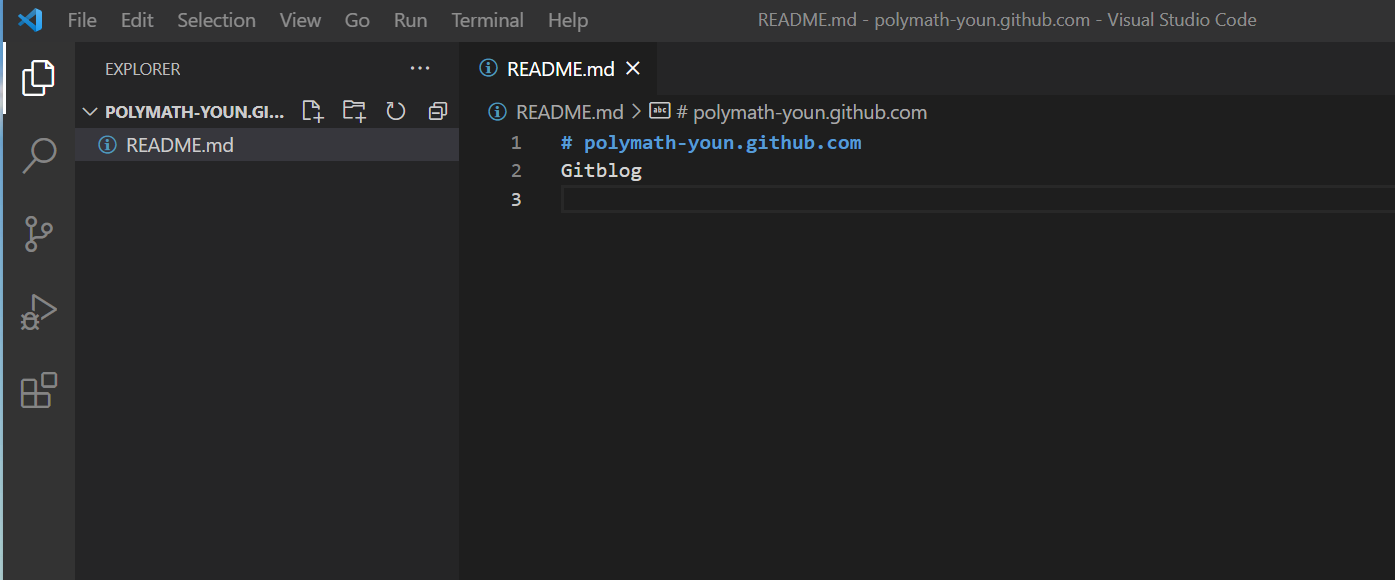 File Edit Selection View Go Run Terminal Help README.md - polymath-youn.github.com - Visual Studio Code
EXPLORER ···
POLYMATH-YOUN.GI...
README.md
README.md
README.md > abc # polymath-youn.github.com
1 # polymath-youn.github.com
2 Gitblog
3